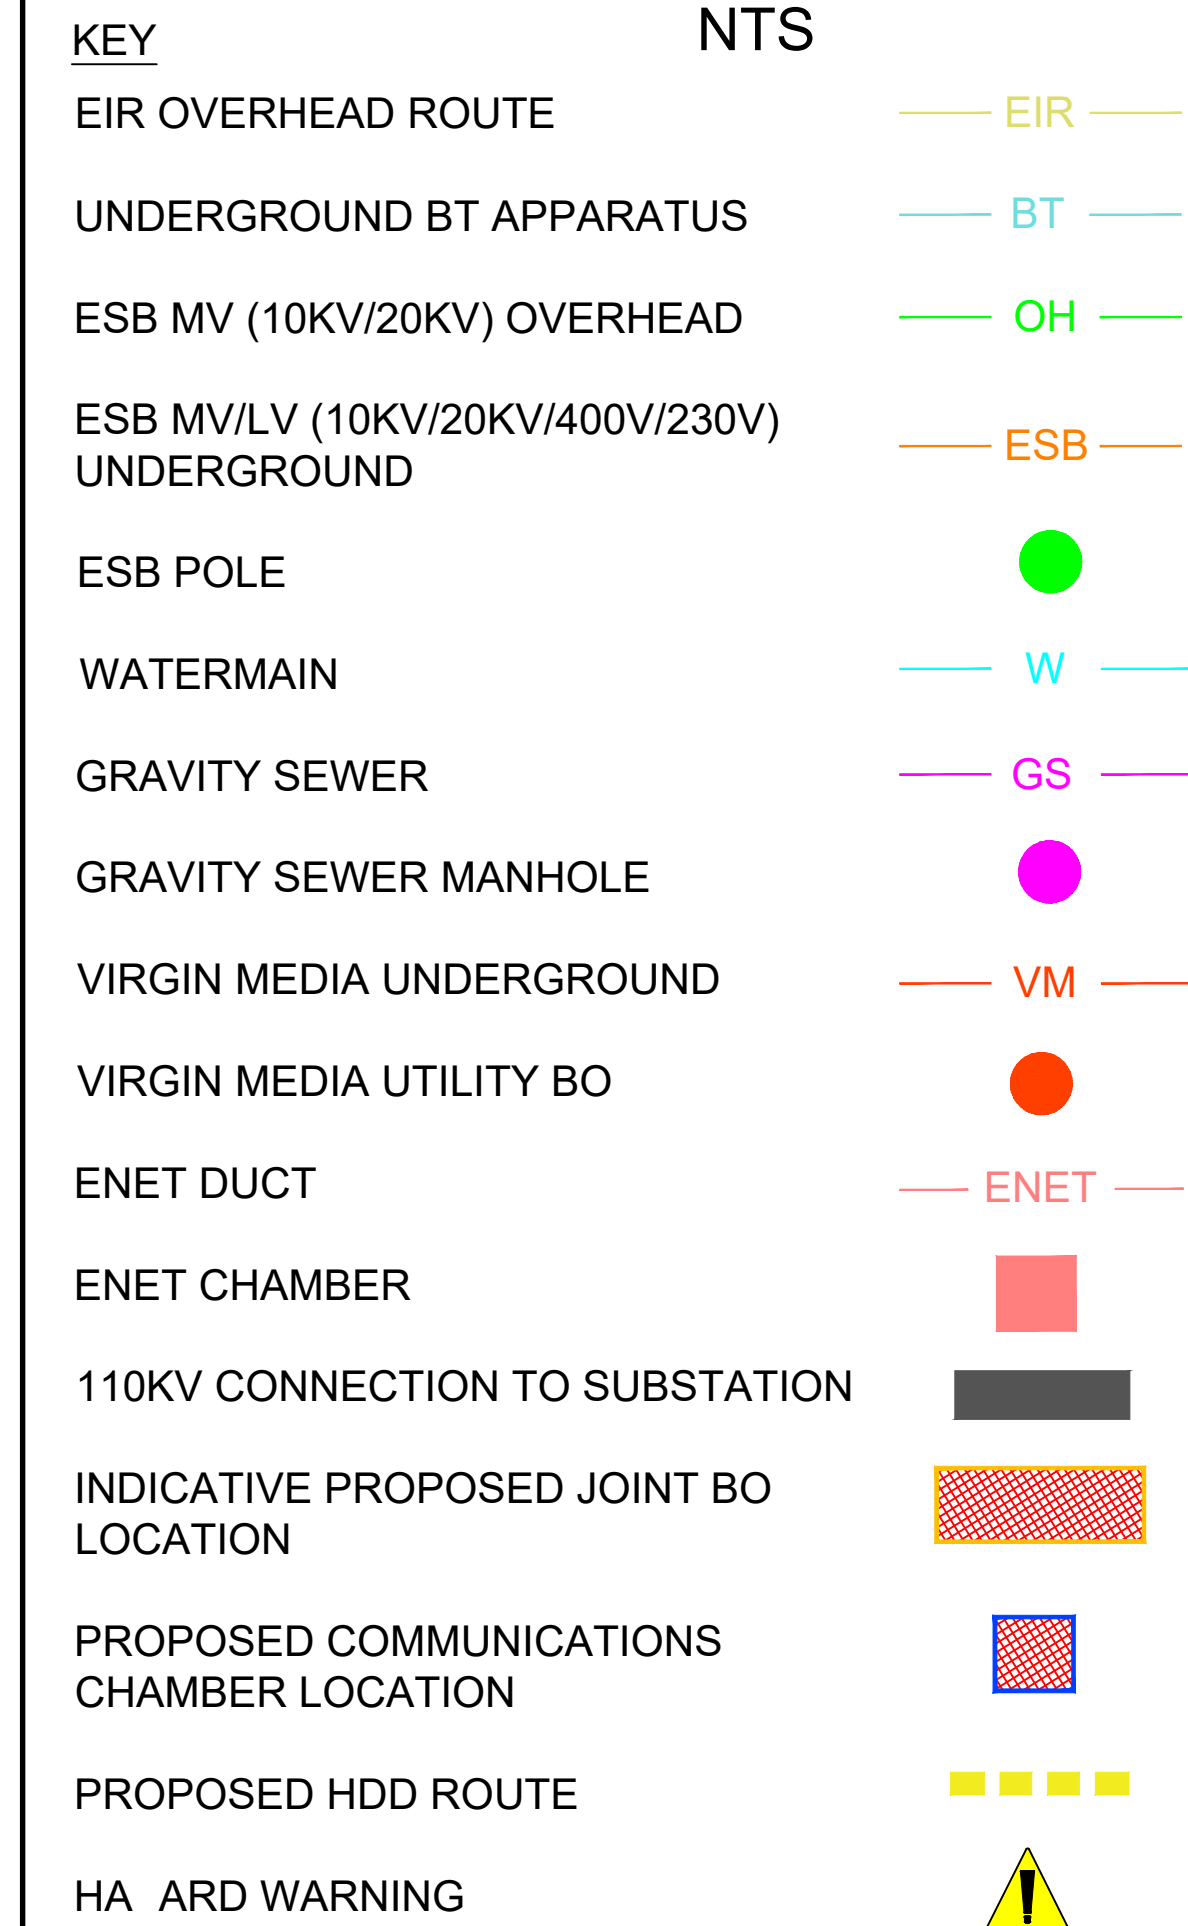 KEY NTS
EIR OVERHEAD ROUTE EIR
UNDERGROUND BT APPARATUS BT
ESB MV (10KV/20KV) OVERHEAD OH
ESB MV/LV (10KV/20KV/400V/230V)
UNDERGROUND ESB
ESB POLE
WATERMAIN W
GRAVITY SEWER GS
GRAVITY SEWER MANHOLE
VIRGIN MEDIA UNDERGROUND VM
VIRGIN MEDIA UTILITY BO
ENET DUCT ENET
ENET CHAMBER
110KV CONNECTION TO SUBSTATION
INDICATIVE PROPOSED JOINT BO
LOCATION
PROPOSED COMMUNICATIONS
CHAMBER LOCATION
PROPOSED HDD ROUTE
HA ARD WARNING !